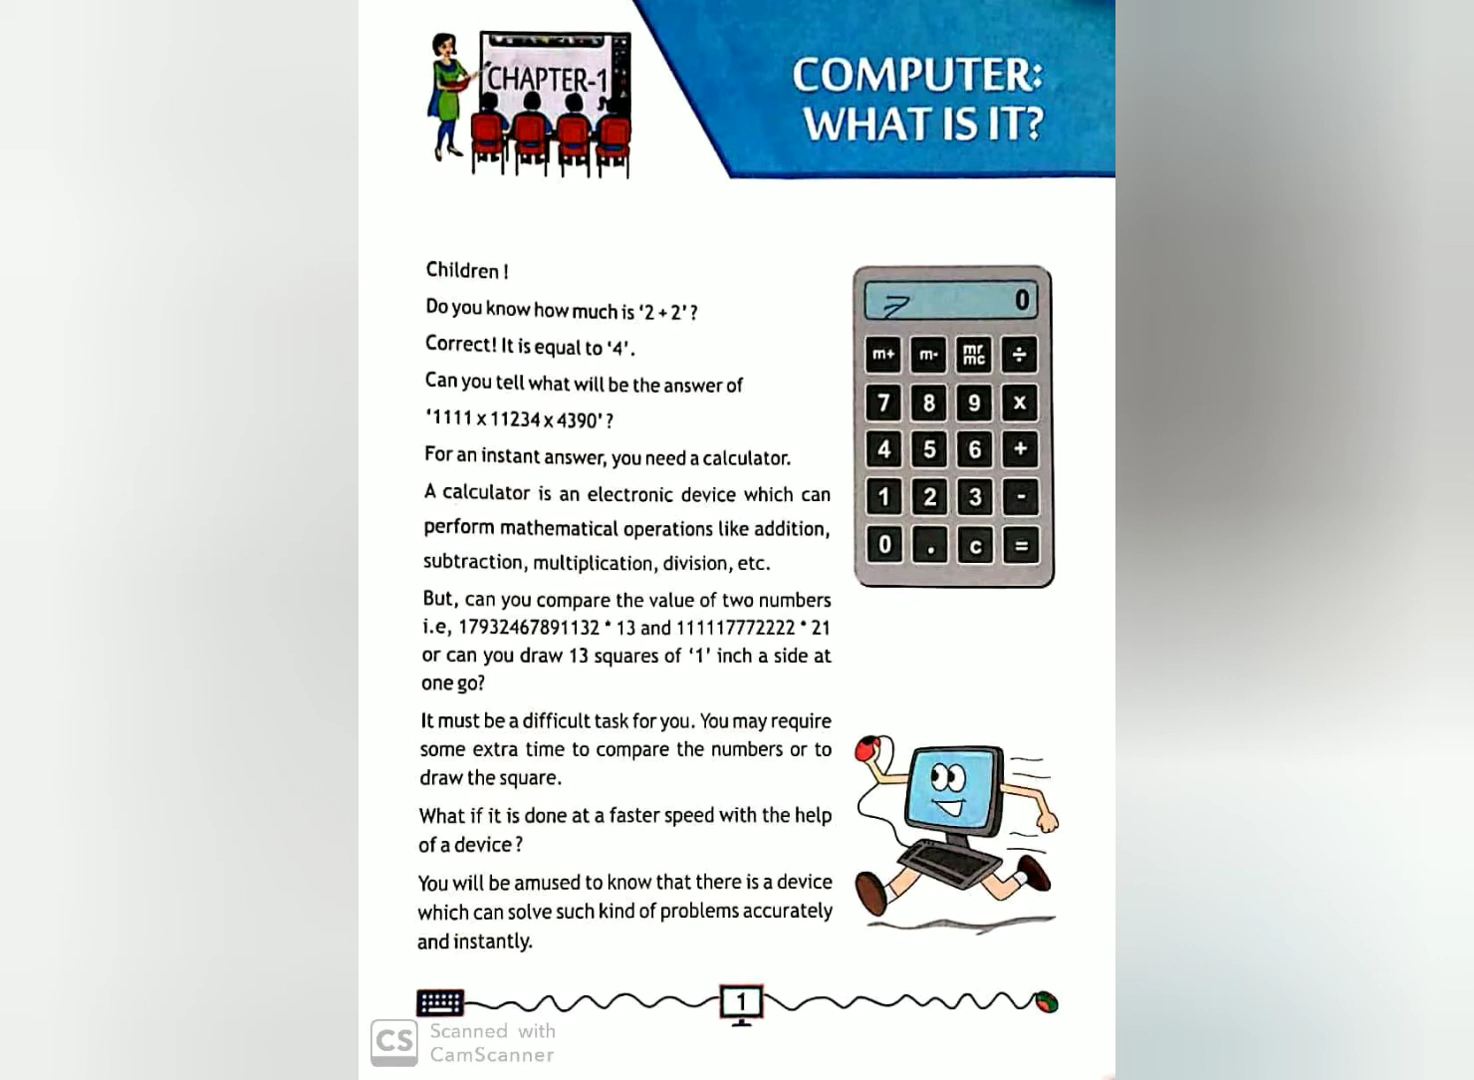 CHAPTER-1
COMPUTER:
WHAT IS IT?
Children !
Do you know how much is ‘2 + 2’ ?
Correct! It is equal to ‘4’.
Can you tell what will be the answer of
‘1111 x 11234 x 4390’ ?
For an instant answer, you need a calculator.
A calculator is an electronic device which can
perform mathematical operations like addition,
subtraction, multiplication, division, etc.
But, can you compare the value of two numbers
i.e, 17932467891132 * 13 and 111117772222 * 21
or can you draw 13 squares of ‘1’ inch a side at
one go?
It must be a difficult task for you. You may require
some extra time to compare the numbers or to
draw the square.
What if it is done at a faster speed with the help
of a device ?
You will be amused to know that there is a device
which can solve such kind of problems accurately
and instantly.
0
m+ m- mr mc ÷
7 8 9 x
4 5 6 +
1 2 3 -
0 . c =
1
CS
Scanned with
CamScanner